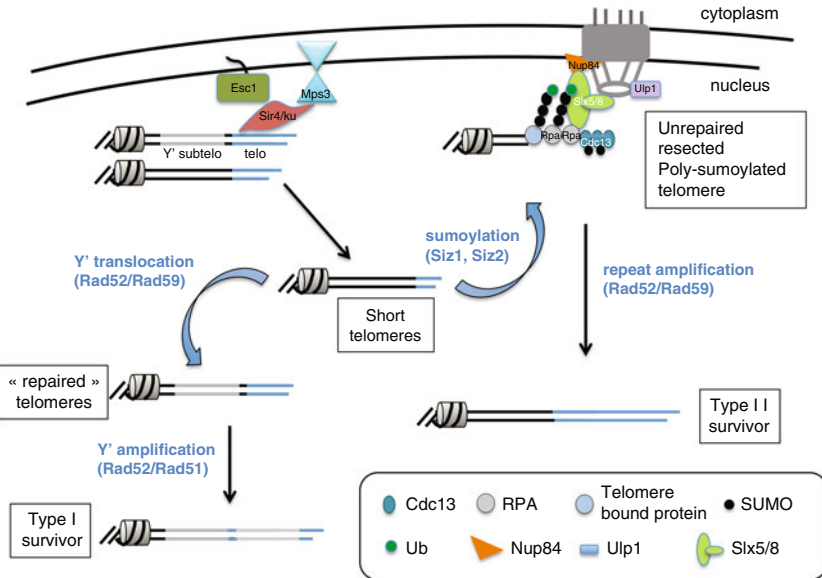 cytoplasm
nucleus
Esc1
Mps3
Sir4/ku
Y' subtelo
telo
Nup84
Ulp1
Slx5/8
Rpa
Rpa
Cdc13
Unrepaired
resected
Poly-sumoylated
telomere
Y' translocation
(Rad52/Rad59)
sumoylation
(Siz1, Siz2)
repeat amplification
(Rad52/Rad59)
Short
telomeres
« repaired »
telomeres
Y' amplification
(Rad52/Rad51)
Type I I
survivor
Type I
survivor
Cdc13
RPA
Telomere
bound protein
SUMO
Ub
Nup84
Ulp1
Slx5/8